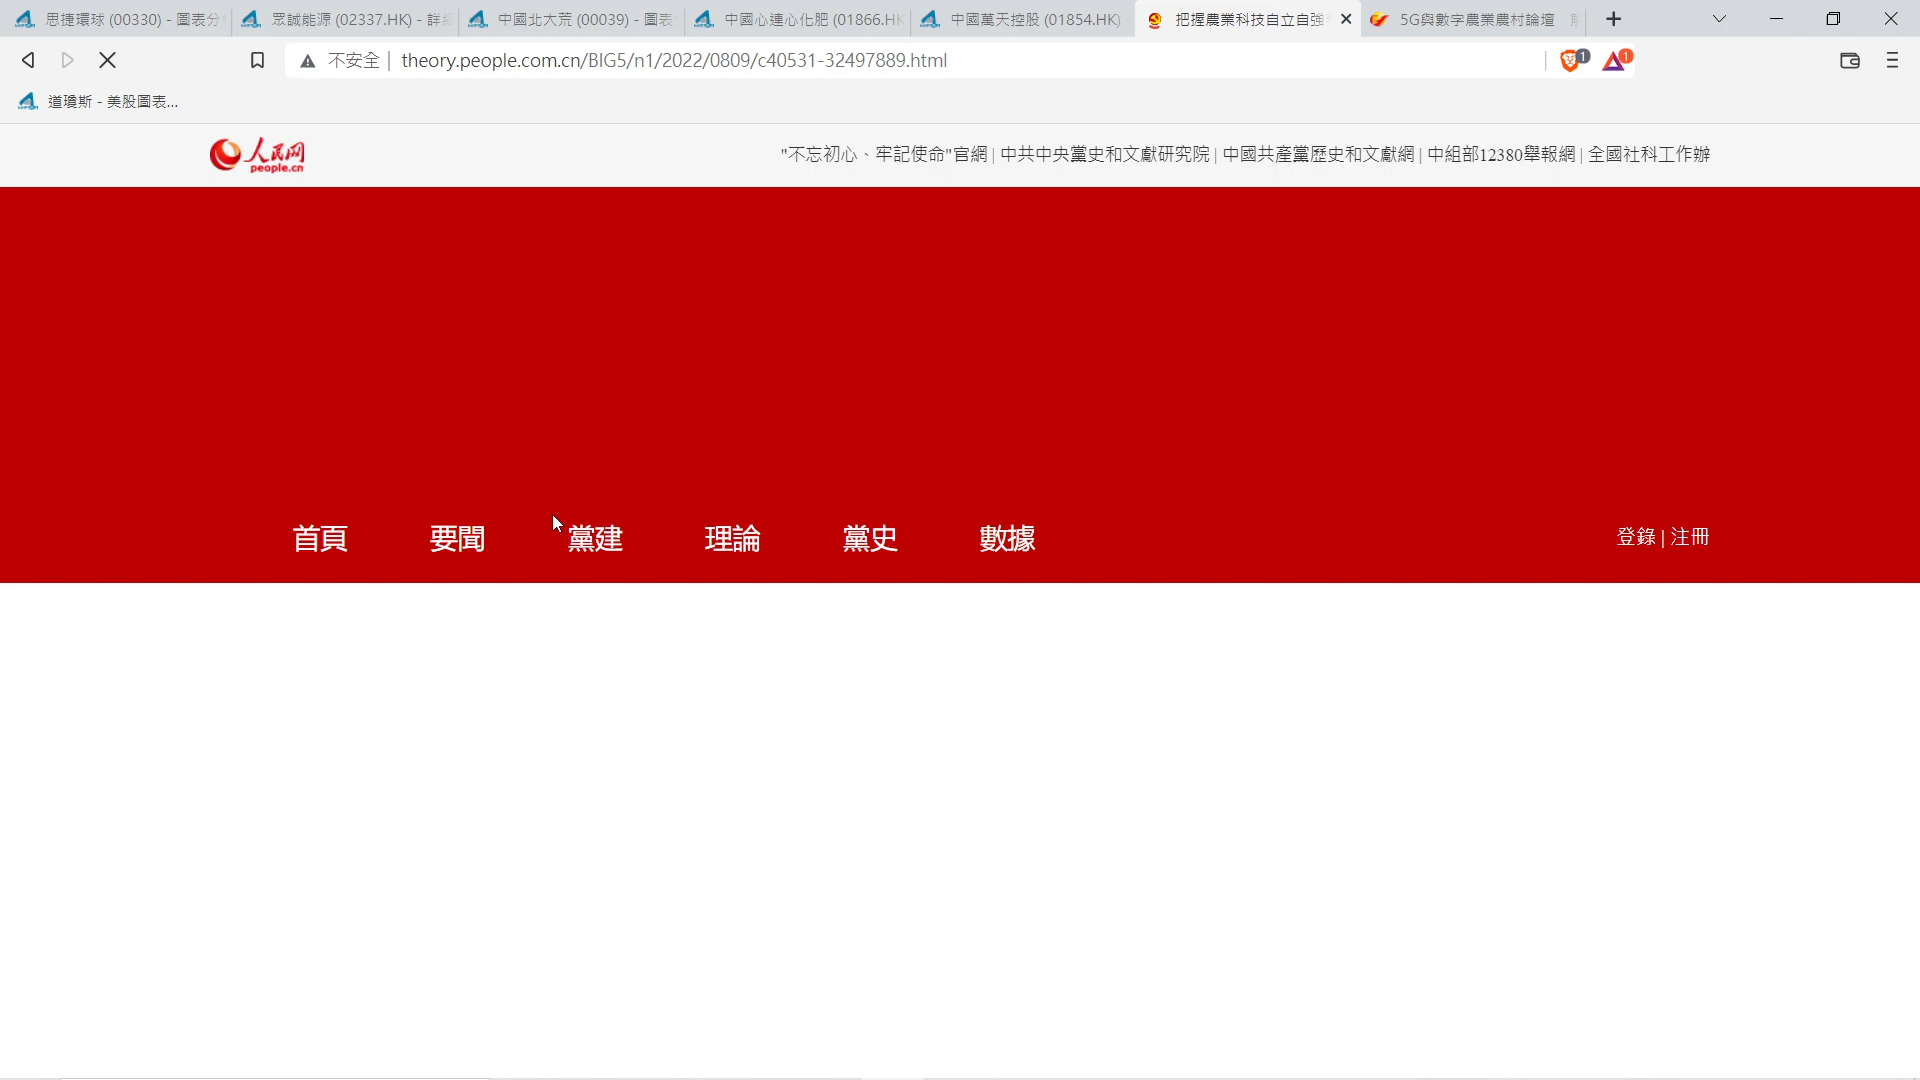 思捷環球 (00330) - 圖表分
眾誠能源 (02337.HK) - 詳細
中國北大荒 (00039) - 圖表
中國心連心化肥 (01866.HK
中國萬天控股 (01854.HK) -
把握農業科技自立自強
5G與數字農業農村論壇
不安全
theory.people.com.cn/BIG5/n1/2022/0809/c40531-32497889.html
1
1
道瓊斯 - 美股圖表...
人民网
people.cn
"不忘初心、牢記使命"官網 | 中共中央黨史和文獻研究院 | 中國共產黨歷史和文獻網 | 中組部12380舉報網 | 全國社科工作辦
首頁 要聞 黨建 理論 黨史 數據
登錄 | 注冊